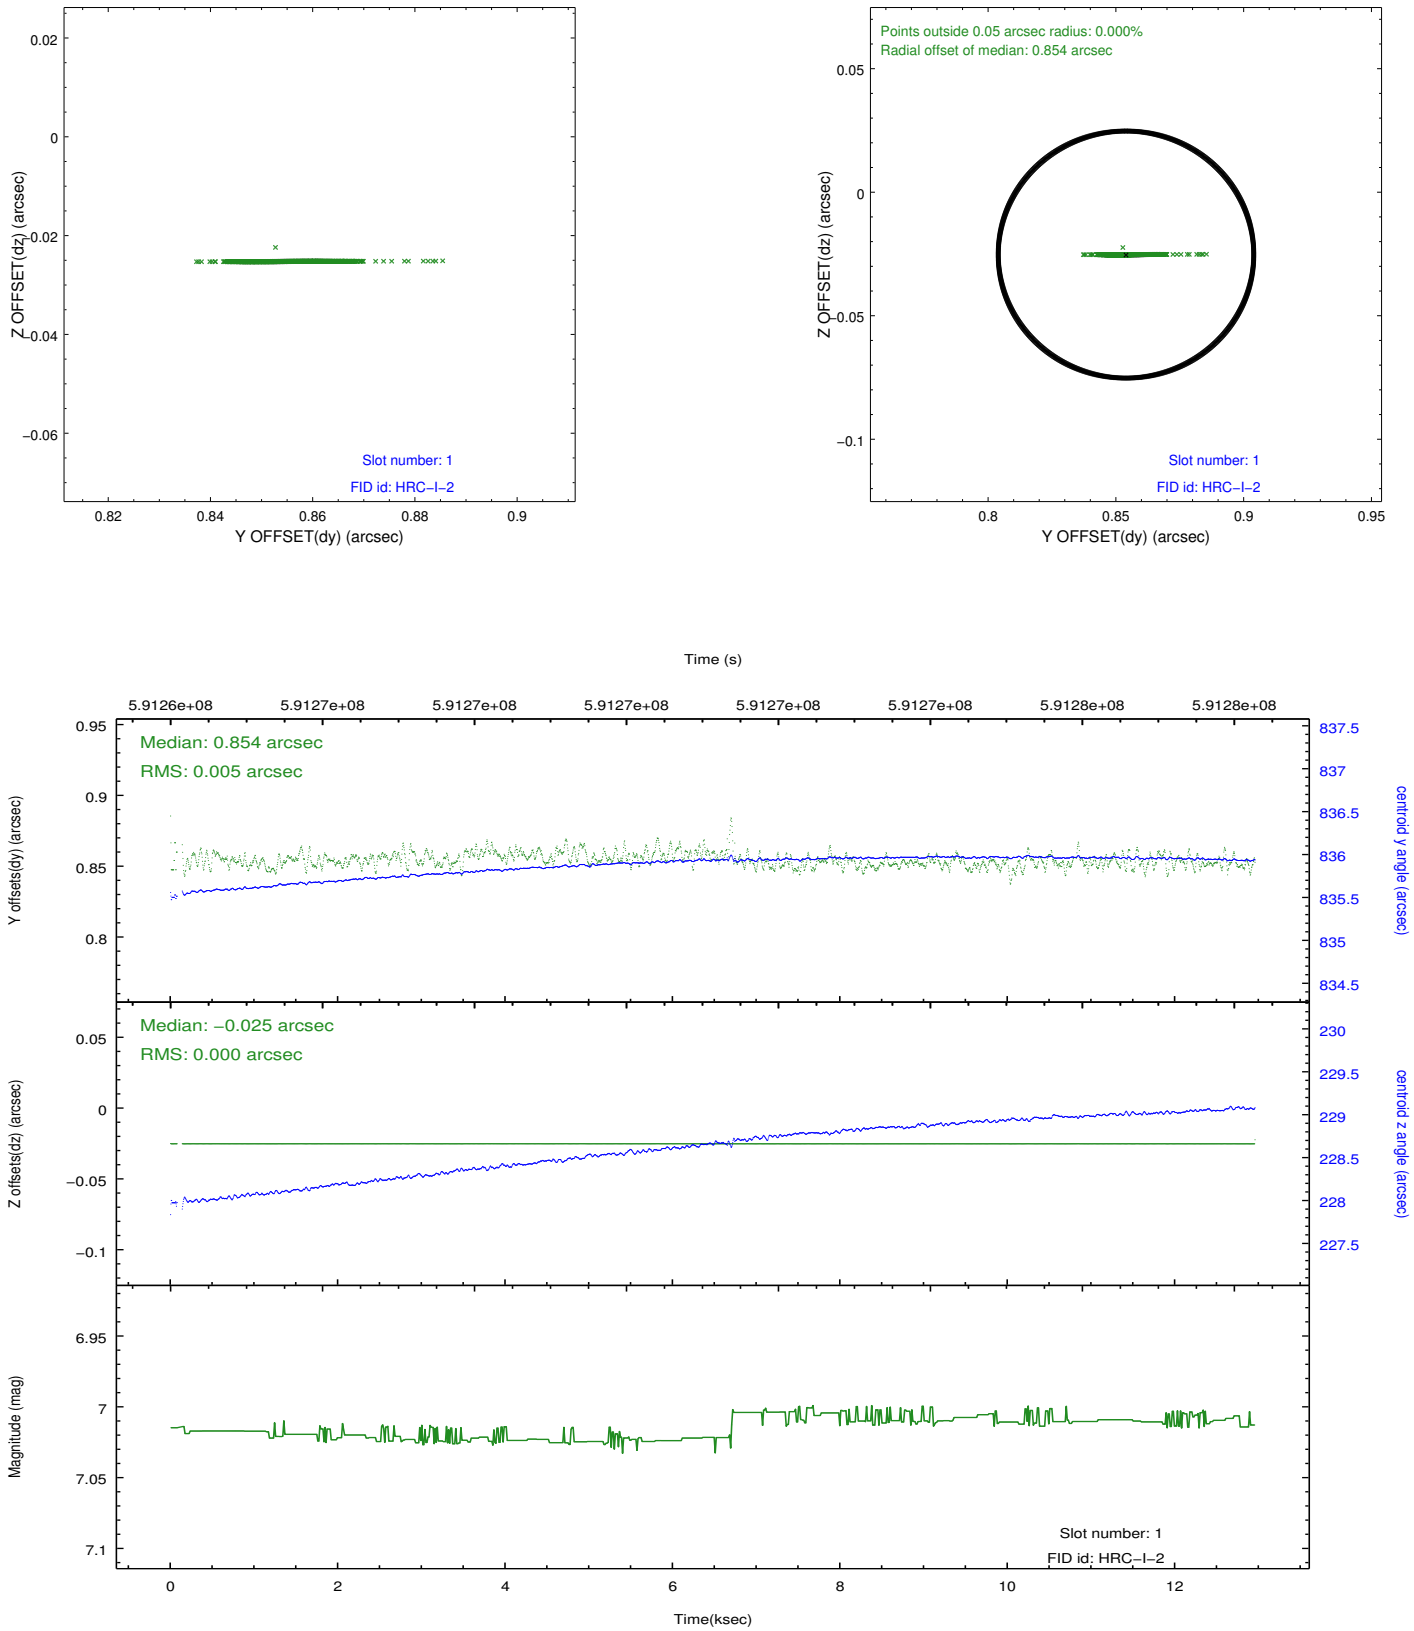 0.02
0
−0.02
−0.04
−0.06
Z OFFSET(dz) (arcsec)
Slot number: 1
FID id: HRC−I−2
0.82 0.84 0.86 0.88 0.9
Y OFFSET(dy) (arcsec)
Points outside 0.05 arcsec radius: 0.000%
Radial offset of median: 0.854 arcsec
0.05
0
−0.05
−0.1
Z OFFSET(dz) (arcsec)
Slot number: 1
FID id: HRC−I−2
0.8 0.85 0.9 0.95
Y OFFSET(dy) (arcsec)
Time (s)
5.9126e+08 5.9127e+08 5.9127e+08 5.9127e+08 5.9127e+08 5.9127e+08 5.9128e+08 5.9128e+08
Median: 0.854 arcsec
RMS: 0.005 arcsec
0.95
0.9
0.85
0.8
Y offsets(dy) (arcsec)
837.5
837
836.5
836
835.5
835
834.5
centroid y angle (arcsec)
Median: −0.025 arcsec
RMS: 0.000 arcsec
0.05
0
−0.05
−0.1
Z offsets(dz) (arcsec)
230
229.5
229
228.5
228
227.5
centroid z angle (arcsec)
6.95
7
7.05
7.1
Magnitude (mag)
Slot number: 1
FID id: HRC−I−2
0 2 4 6 8 10 12
Time(ksec)